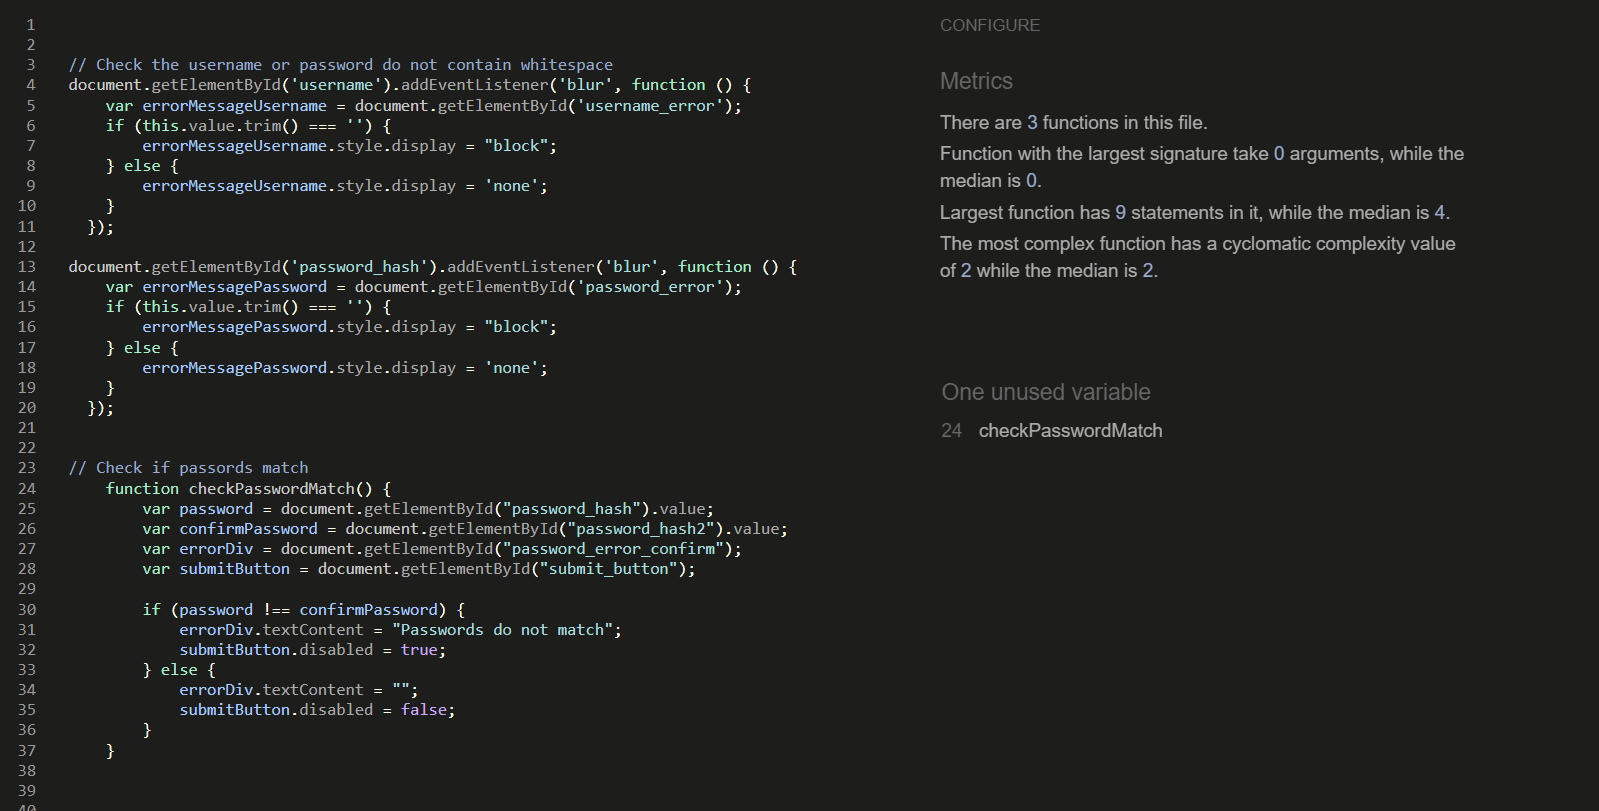 1
2
3 // Check the username or password do not contain whitespace
4 document.getElementById('username').addEventListener('blur', function () {
5 var errorMessageUsername = document.getElementById('username_error');
6 if (this.value.trim() === '') {
7 errorMessageUsername.style.display = "block";
8 } else {
9 errorMessageUsername.style.display = 'none';
10 }
11 });
12
13 document.getElementById('password_hash').addEventListener('blur', function () {
14 var errorMessagePassword = document.getElementById('password_error');
15 if (this.value.trim() === '') {
16 errorMessagePassword.style.display = "block";
17 } else {
18 errorMessagePassword.style.display = 'none';
19 }
20 });
21
22
23 // Check if passords match
24 function checkPasswordMatch() {
25 var password = document.getElementById("password_hash").value;
26 var confirmPassword = document.getElementById("password_hash2").value;
27 var errorDiv = document.getElementById("password_error_confirm");
28 var submitButton = document.getElementById("submit_button");
29
30 if (password !== confirmPassword) {
31 errorDiv.textContent = "Passwords do not match";
32 submitButton.disabled = true;
33 } else {
34 errorDiv.textContent = "";
35 submitButton.disabled = false;
36 }
37 }
38
39
40
CONFIGURE
Metrics
There are 3 functions in this file.
Function with the largest signature take 0 arguments, while the
median is 0.
Largest function has 9 statements in it, while the median is 4.
The most complex function has a cyclomatic complexity value
of 2 while the median is 2.
One unused variable
24 checkPasswordMatch